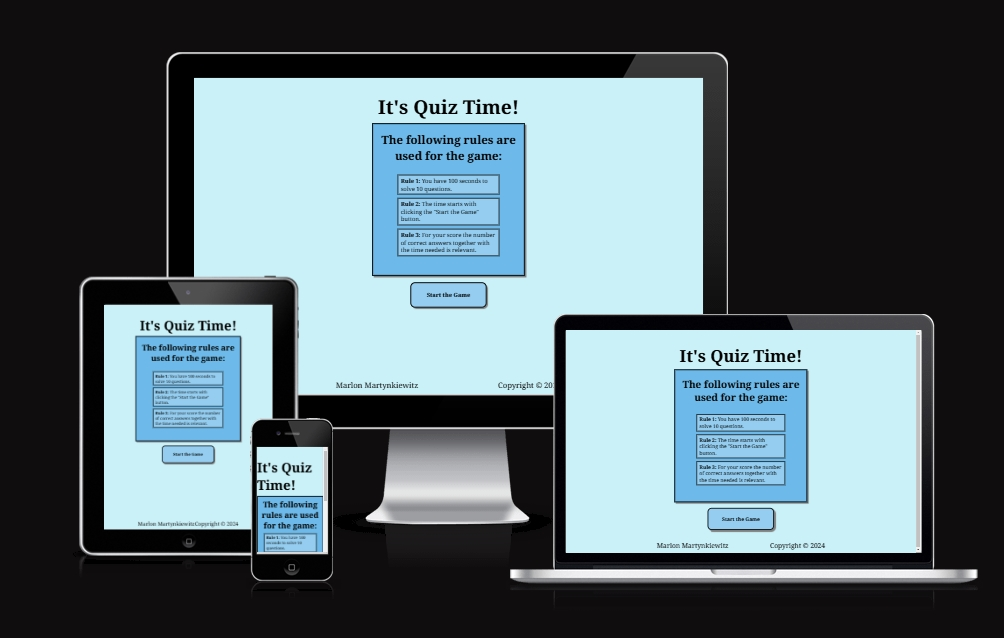 It's Quiz Time!
The following rules are
used for the game:
Rule 1: You have 100 seconds to
solve 10 questions.
Rule 2: The time starts with
clicking the "Start the Game"
button.
Rule 3: For your score the number
of correct answers together with
the time needed is relevant.
Start the Game
Marlon Martynkiewitz Copyright © 20
It's Quiz Time!
The following rules are
used for the game:
Rule 1: You have 100 seconds to
solve 10 questions.
Rule 2: The time starts with
clicking the "Start the Game"
button.
Rule 3: For your score the number
of correct answers together with
the time needed is relevant.
Start the Game
Marlon Martynkiewitz Copyright © 2024
It's Quiz
Time!
The following
rules are used
for the game:
Rule 1: You have 100
seconds to solve 10
questions.
It's Quiz Time!
The following rules are
used for the game:
Rule 1: You have 100 seconds to
solve 10 questions.
Rule 2: The time starts with
clicking the "Start the Game"
button.
Rule 3: For your score the number
of correct answers together with
the time needed is relevant.
Start the Game
Marlon Martynkiewitz Copyright © 2024